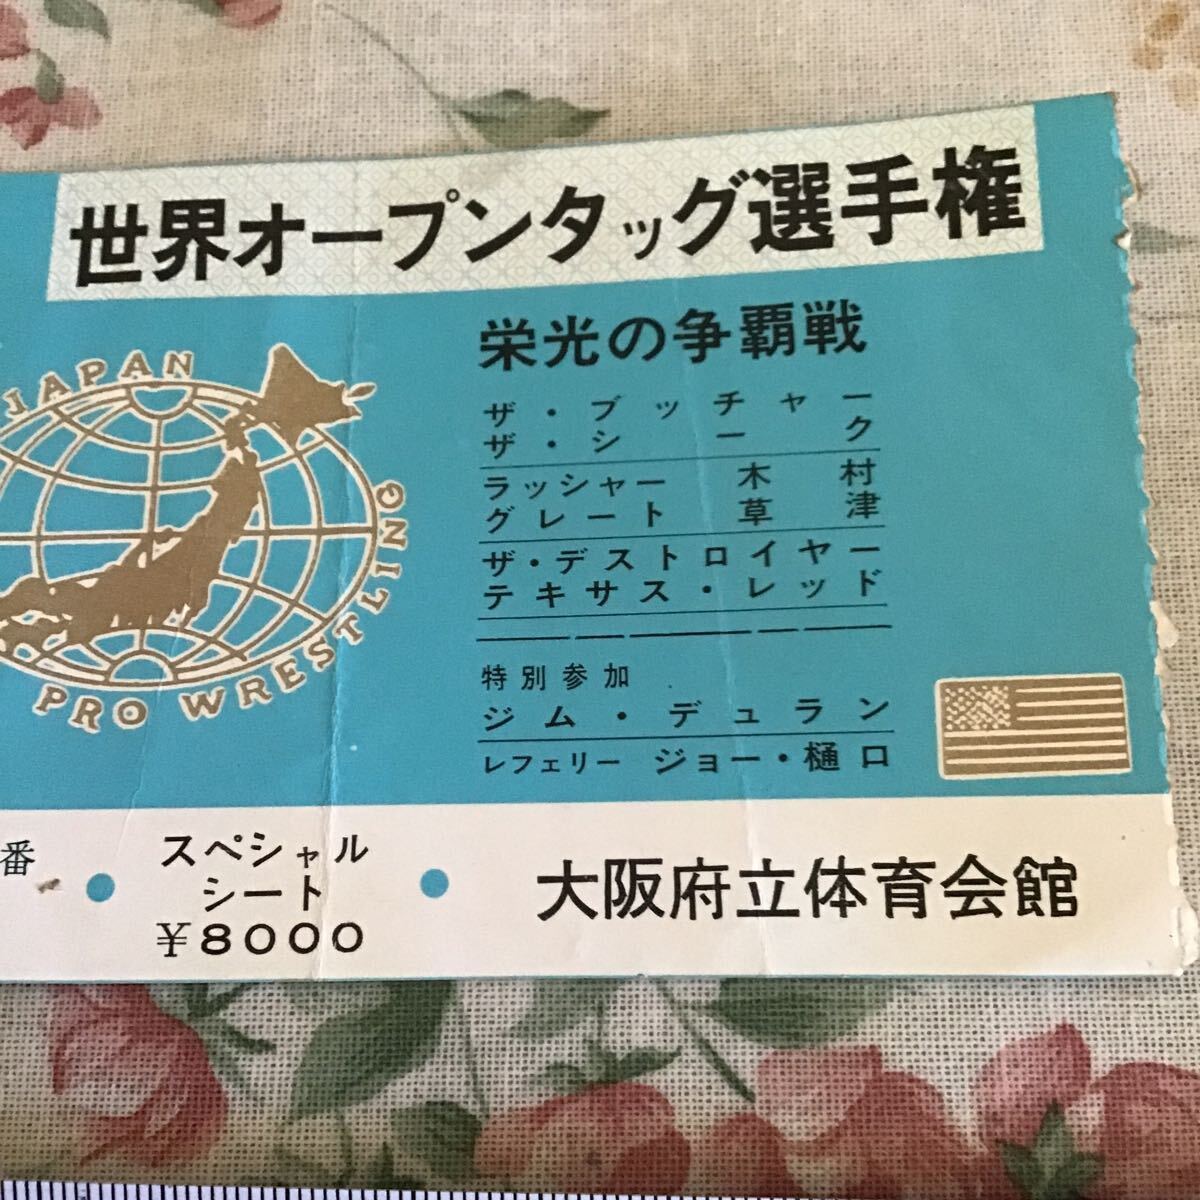 世界オープンタッグ選手権
JAPAN
PRO WRESTLING
栄光の争覇戦
ザ・ブッチャー
ザ・シーク
ラッシャー木村
グレート草津
ザ・デストロイヤー
テキサス・レッド
特別参加
ジム・デュラン
レフェリー ジョー・樋口
番
スペシャル
シート
¥8000
大阪府立体育会館